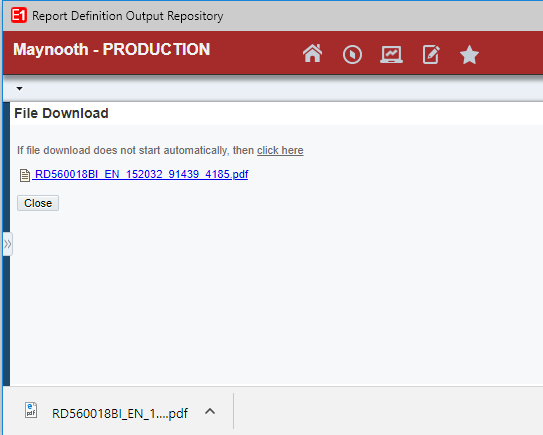 E1 Report Definition Output Repository
Maynooth - PRODUCTION
File Download
If file download does not start automatically, then click here
RD560018BI_EN_152032_91439_4185.pdf
Close
pdf RD560018BI_EN_1....pdf